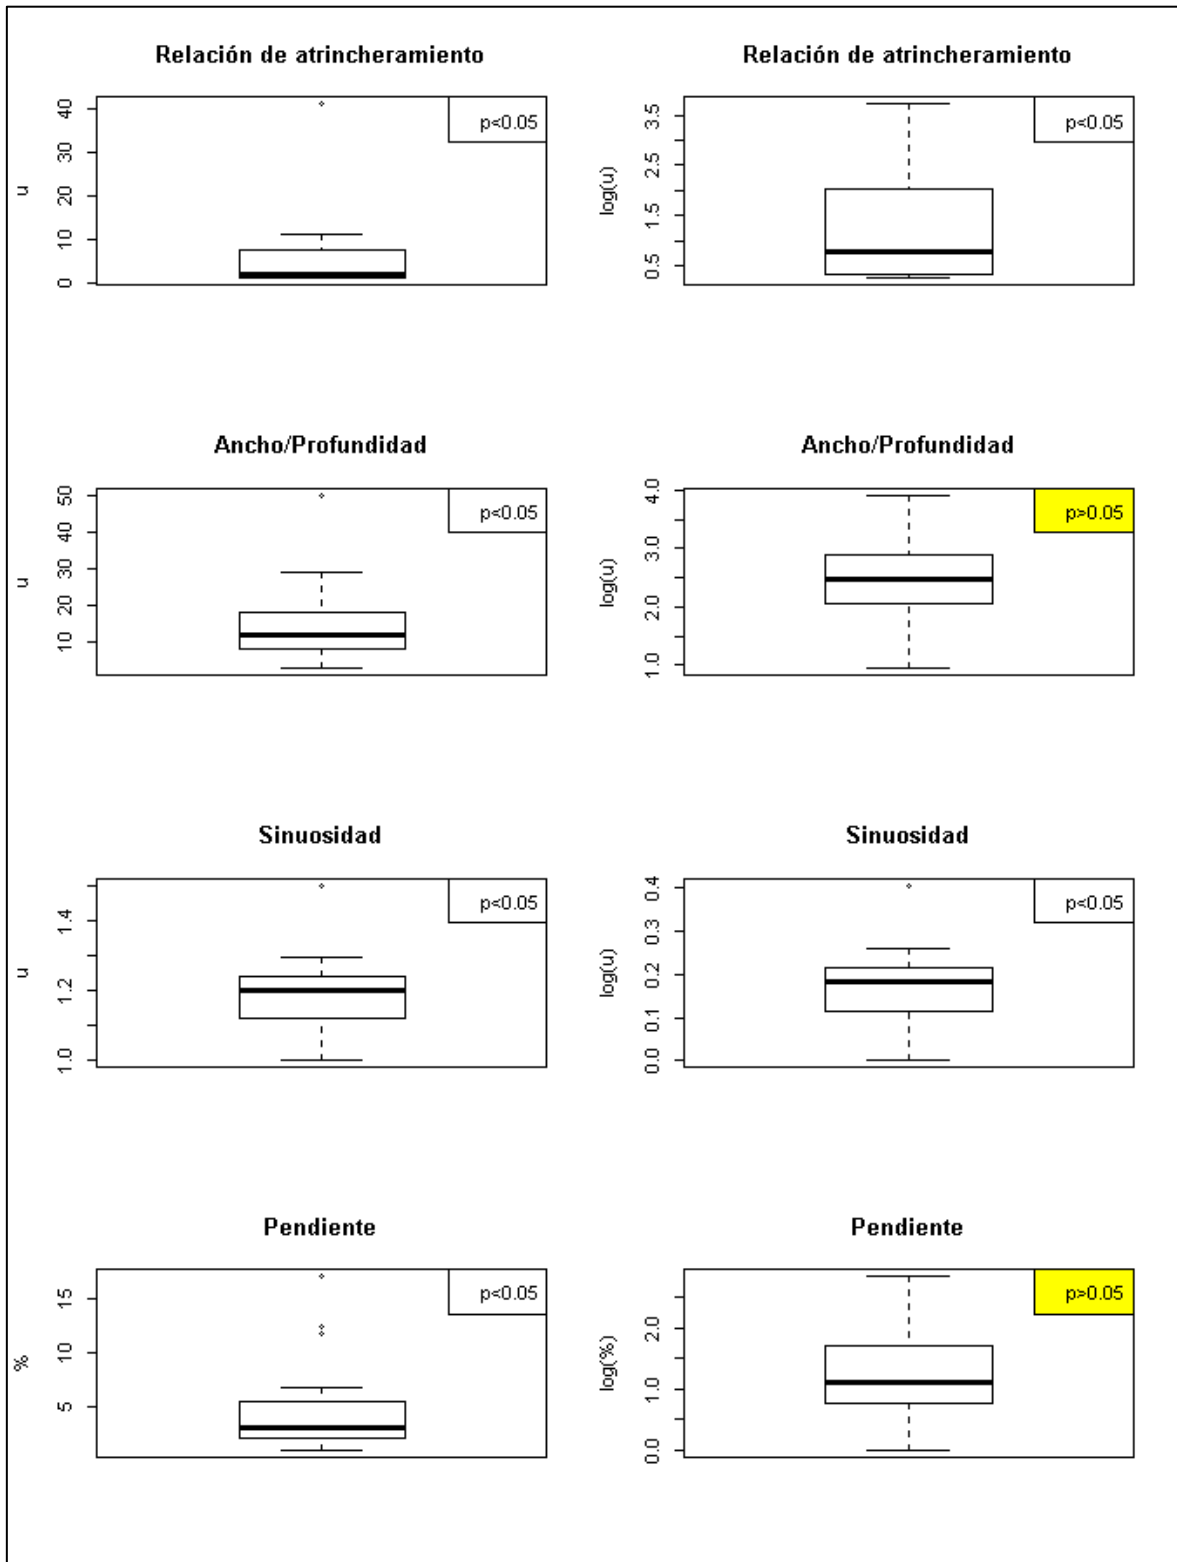 Relación de atrincheramiento
u
0
10
20
30
40
p<0.05
Relación de atrincheramiento
log(u)
0.5
1.5
2.5
3.5
p<0.05
Ancho/Profundidad
u
10
20
30
40
50
p<0.05
Ancho/Profundidad
log(u)
1.0
2.0
3.0
4.0
p>0.05
Sinuosidad
u
1.0
1.2
1.4
p<0.05
Sinuosidad
log(u)
0.0
0.1
0.2
0.3
0.4
p<0.05
Pendiente
%
5
10
15
p<0.05
Pendiente
log(%)
0.0
1.0
2.0
p>0.05